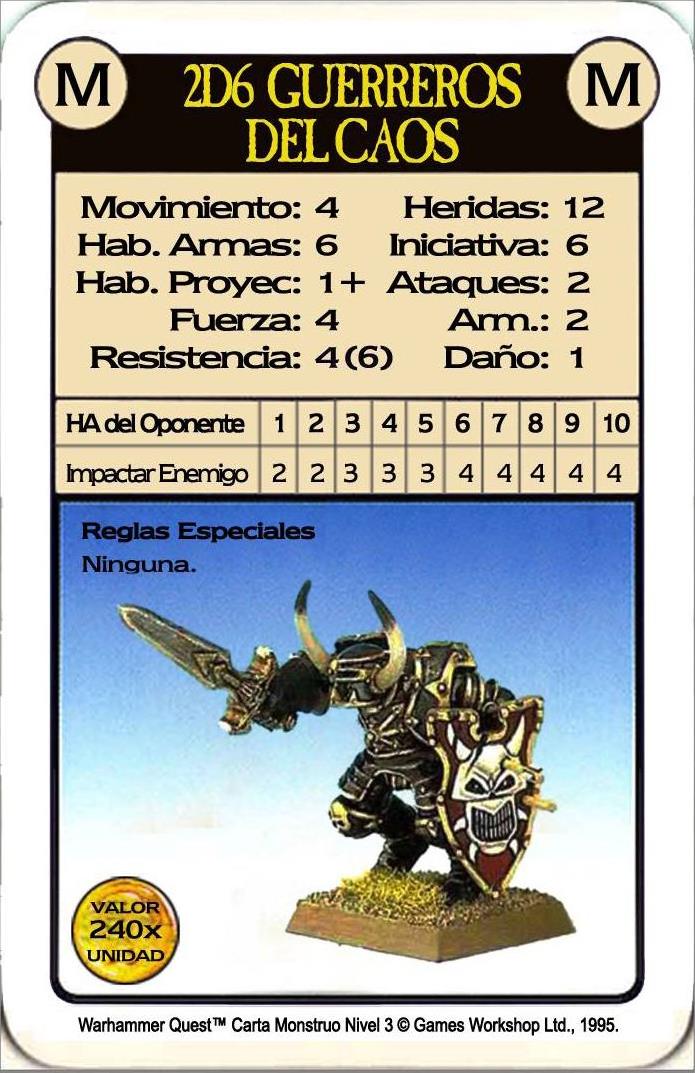 M 2D6 GUERREROS M
DEL CAOS
Movimiento: 4 Heridas: 12
Hab. Armas: 6 Iniciativa: 6
Hab. Proyec: 1+ Ataques: 2
Fuerza: 4 Arm.: 2
Resistencia: 4(6) Daño: 1
HA del Oponente 1 2 3 4 5 6 7 8 9 10
Impactar Enemigo 2 2 3 3 3 4 4 4 4 4
Reglas Especiales
Ninguna.
VALOR
240x
UNIDAD
Warhammer Quest™ Carta Monstruo Nivel 3 © Games Workshop Ltd., 1995.